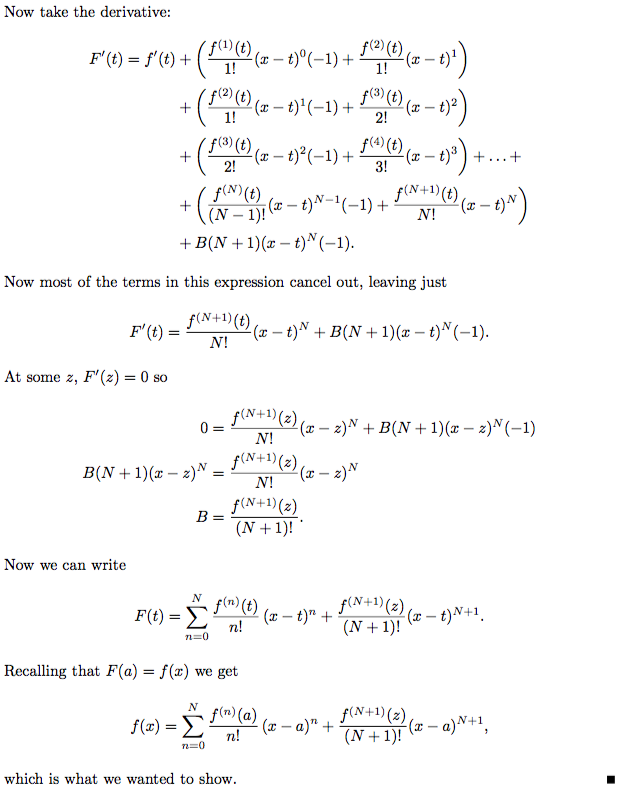 Now take the derivative:
F′(t) = f′(t) + ( f^{(1)}(t)/1! (x − t)^0(−1) + f^{(2)}(t)/1! (x − t)^1 )
+ ( f^{(2)}(t)/1! (x − t)^1(−1) + f^{(3)}(t)/2! (x − t)^2 )
+ ( f^{(3)}(t)/2! (x − t)^2(−1) + f^{(4)}(t)/3! (x − t)^3 ) + ... +
+ ( f^{(N)}(t)/(N − 1)! (x − t)^{N−1}(−1) + f^{(N+1)}(t)/N! (x − t)^N )
+ B(N + 1)(x − t)^N(−1).
Now most of the terms in this expression cancel out, leaving just
F′(t) = f^{(N+1)}(t)/N! (x − t)^N + B(N + 1)(x − t)^N(−1).
At some z, F′(z) = 0 so
0 = f^{(N+1)}(z)/N! (x − z)^N + B(N + 1)(x − z)^N(−1)
B(N + 1)(x − z)^N = f^{(N+1)}(z)/N! (x − z)^N
B = f^{(N+1)}(z)/(N + 1)!.
Now we can write
F(t) = ∑_{n=0}^{N} f^{(n)}(t)/n! (x − t)^n + f^{(N+1)}(z)/(N + 1)! (x − t)^{N+1}.
Recalling that F(a) = f(x) we get
f(x) = ∑_{n=0}^{N} f^{(n)}(a)/n! (x − a)^n + f^{(N+1)}(z)/(N + 1)! (x − a)^{N+1},
which is what we wanted to show. ■